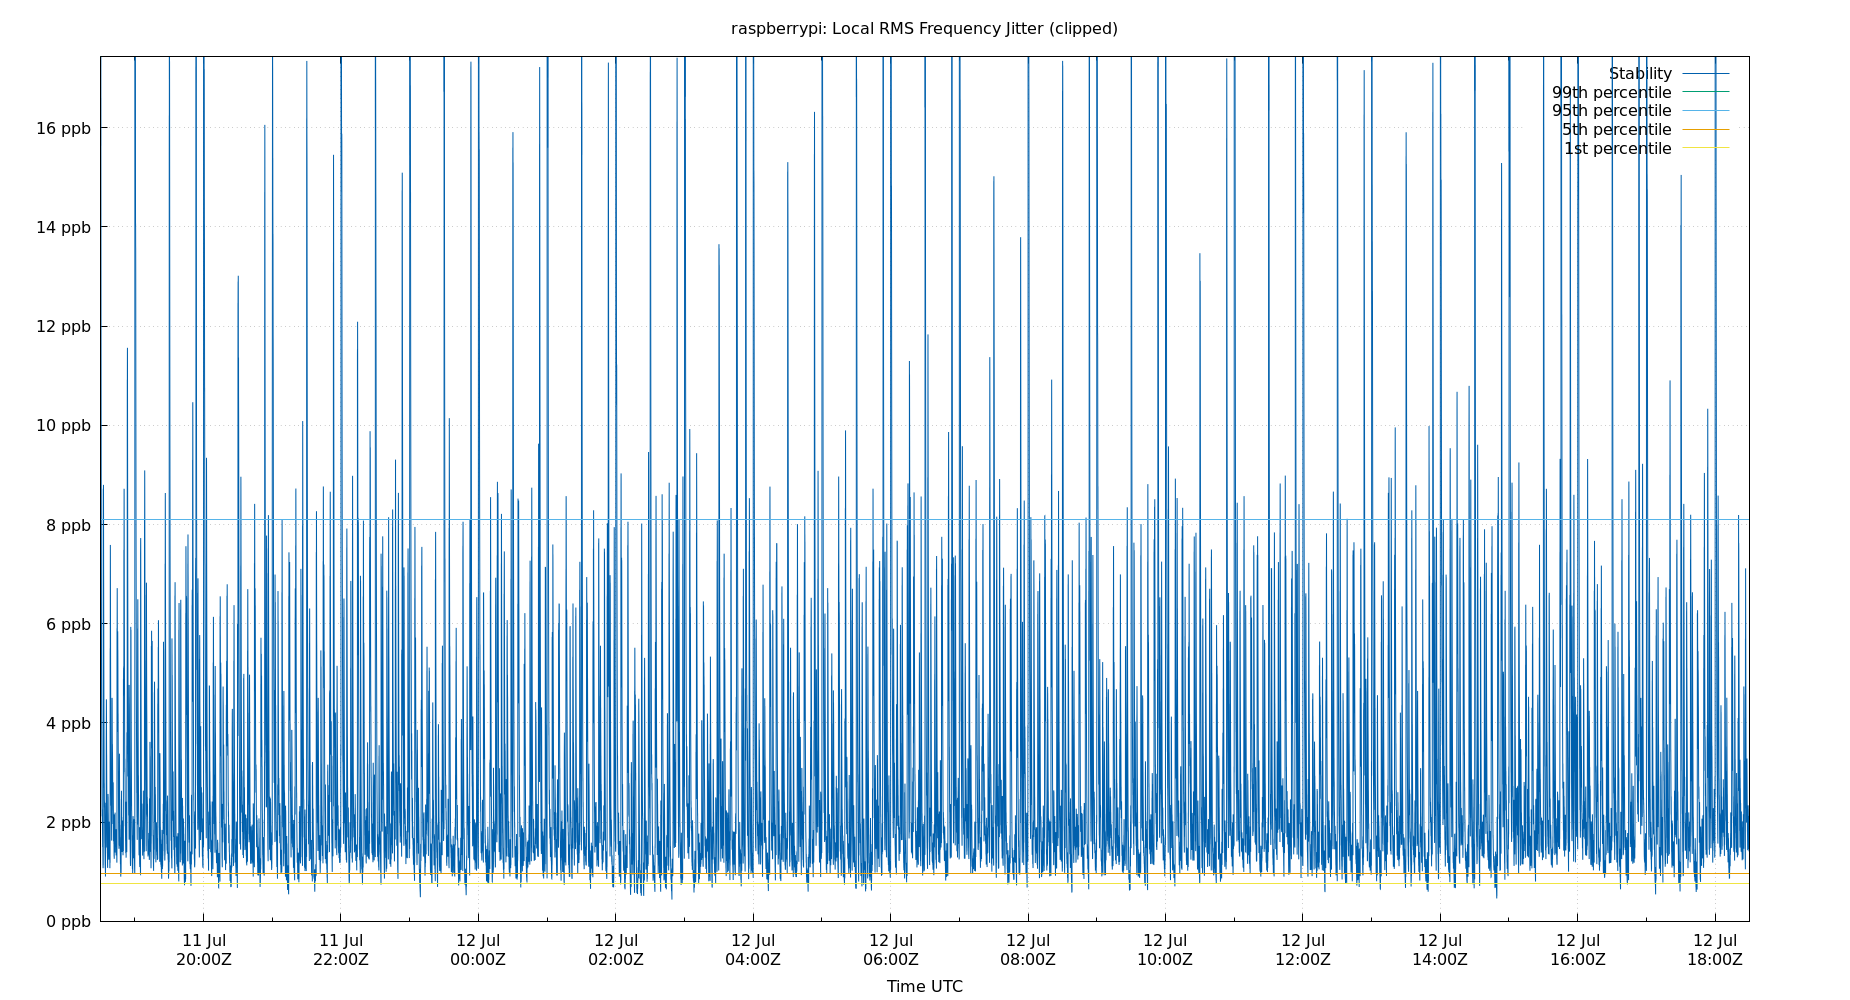 raspberrypi: Local RMS Frequency Jitter (clipped)
Stability
99th percentile
95th percentile
5th percentile
1st percentile
16 ppb
14 ppb
12 ppb
10 ppb
8 ppb
6 ppb
4 ppb
2 ppb
0 ppb
11 Jul 11 Jul 12 Jul 12 Jul 12 Jul 12 Jul 12 Jul 12 Jul 12 Jul 12 Jul 12 Jul 12 Jul
20:00Z 22:00Z 00:00Z 02:00Z 04:00Z 06:00Z 08:00Z 10:00Z 12:00Z 14:00Z 16:00Z 18:00Z
Time UTC